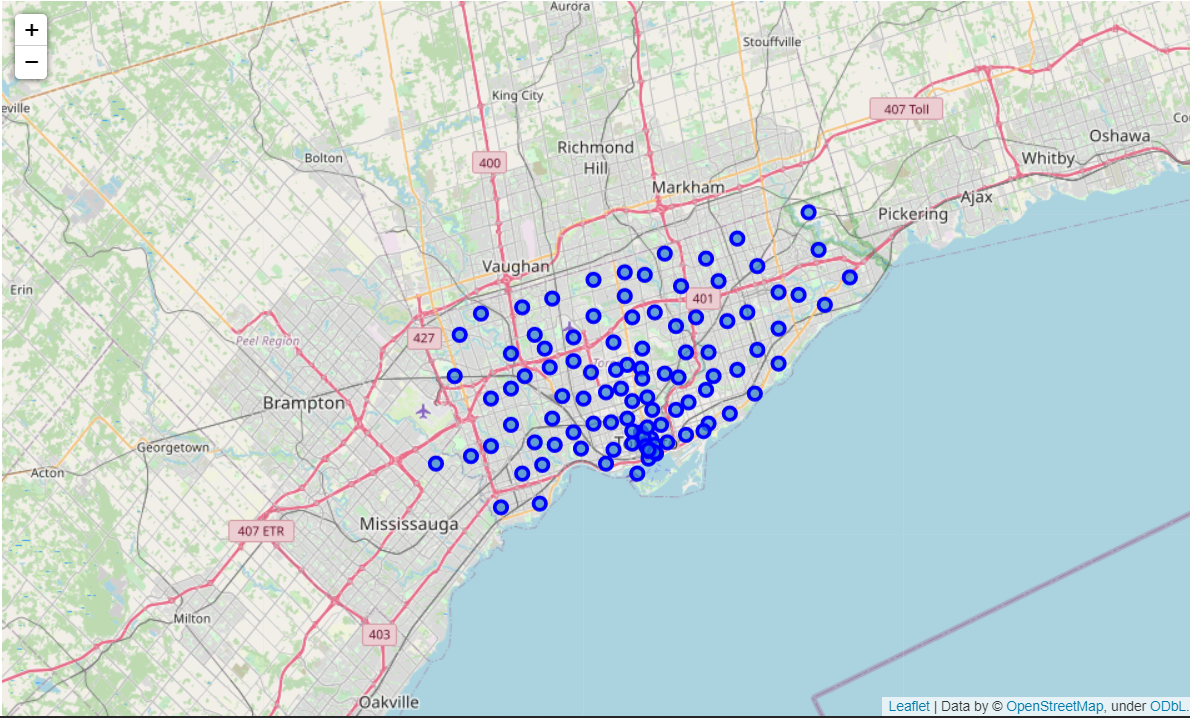 +
−
Aurora
Stouffville
King City
eville
407 Toll
Oshawa
Bolton
400
Richmond
Hill
Whitby
Markham
Ajax
Pickering
Vaughan
Erin
401
427
Peel Region
Brampton
Georgetown
Acton
Mississauga
407 ETR
Milton
403
Oakville
Leaflet | Data by © OpenStreetMap, under ODbL.